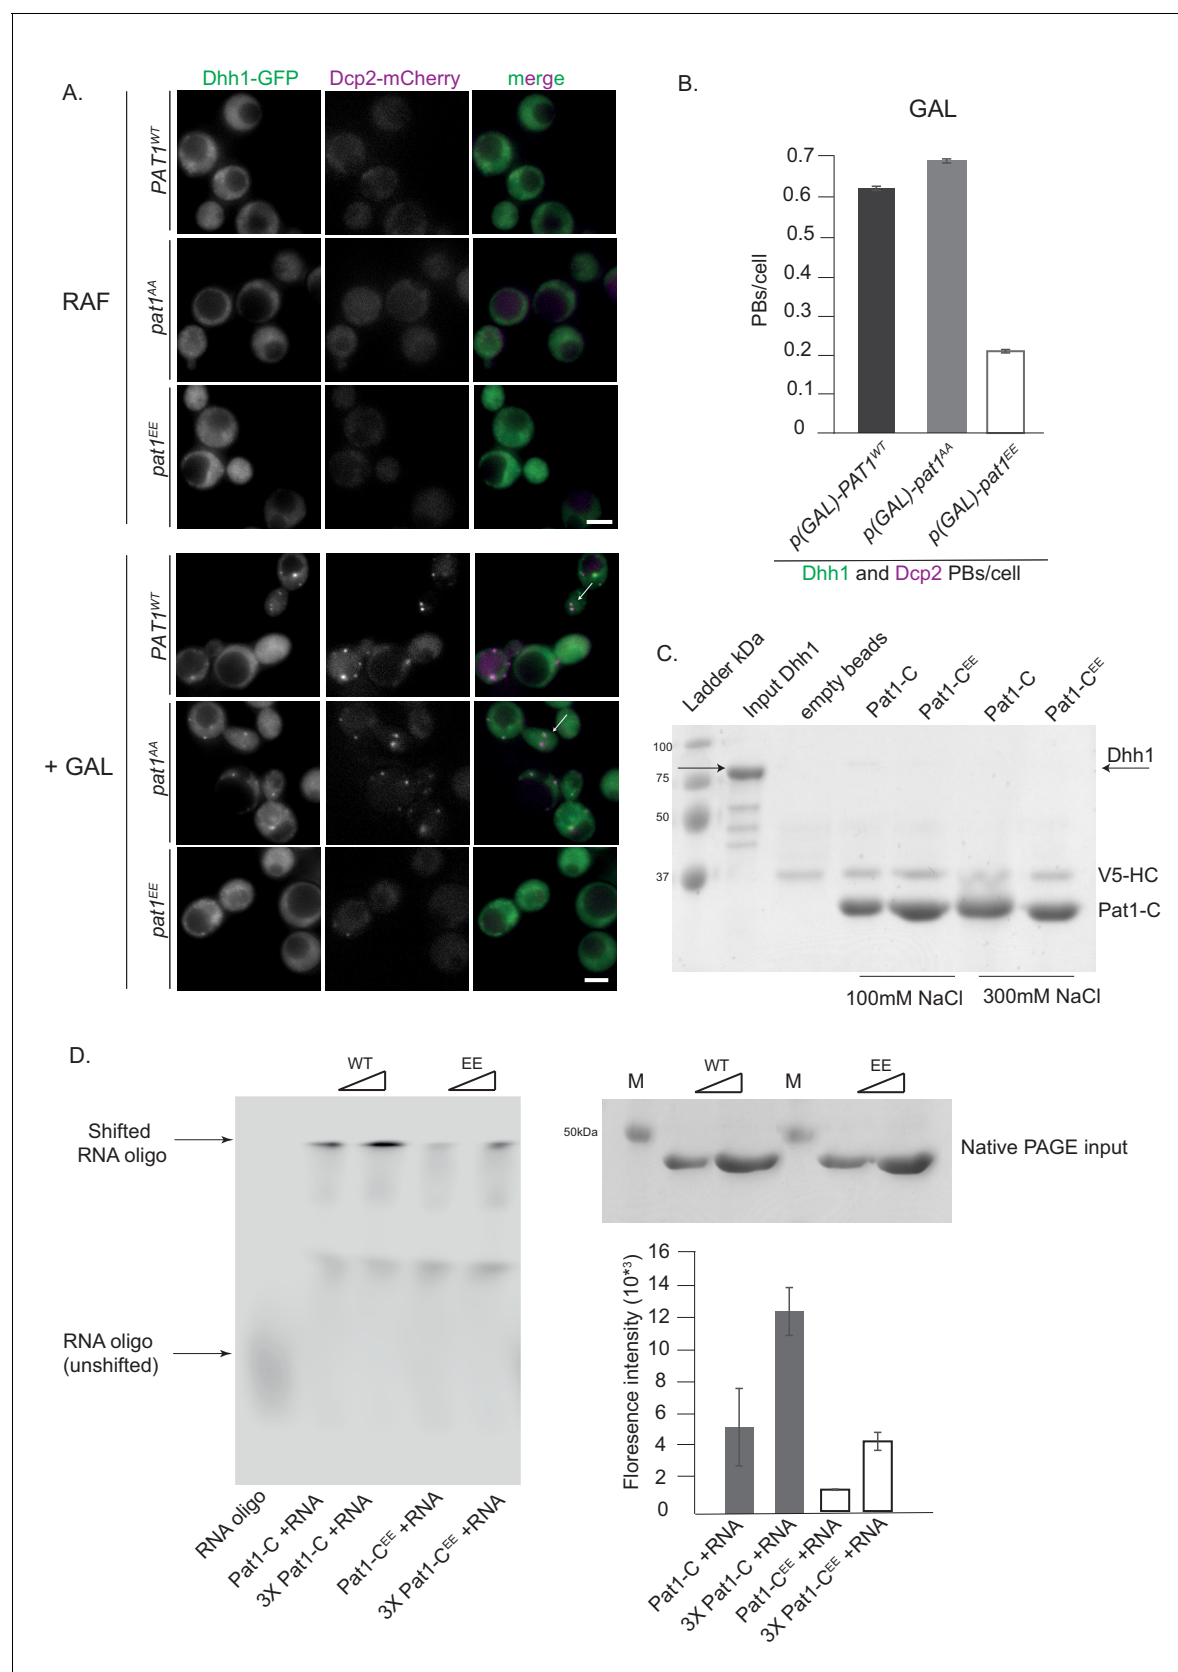 A.
Dhh1-GFP Dcp2-mCherry merge
RAF
PAT1WT
pat1AA
pat1EE
+ GAL
PAT1WT
pat1AA
pat1EE
B.
GAL
PBs/cell
0.7
0.6
0.5
0.4
0.3
0.2
0.1
0
p(GAL)-PAT1WT
p(GAL)-pat1AA
p(GAL)-pat1EE
Dhh1 and Dcp2 PBs/cell
C.
Ladder kDa
Input Dhh1
empty beads
Pat1-C
Pat1-CEE
Pat1-C
Pat1-CEE
100
75
50
37
Dhh1
V5-HC
Pat1-C
100mM NaCl 300mM NaCl
D.
WT EE
Shifted
RNA oligo
RNA oligo
(unshifted)
RNA oligo
Pat1-C +RNA
3X Pat1-C +RNA
Pat1-CEE +RNA
3X Pat1-CEE +RNA
M WT M EE
50kDa
Native PAGE input
Floresence intensity (10*3)
16
14
12
10
8
6
4
2
0
Pat1-C +RNA
3X Pat1-C +RNA
Pat1-CEE +RNA
3X Pat1-CEE +RNA